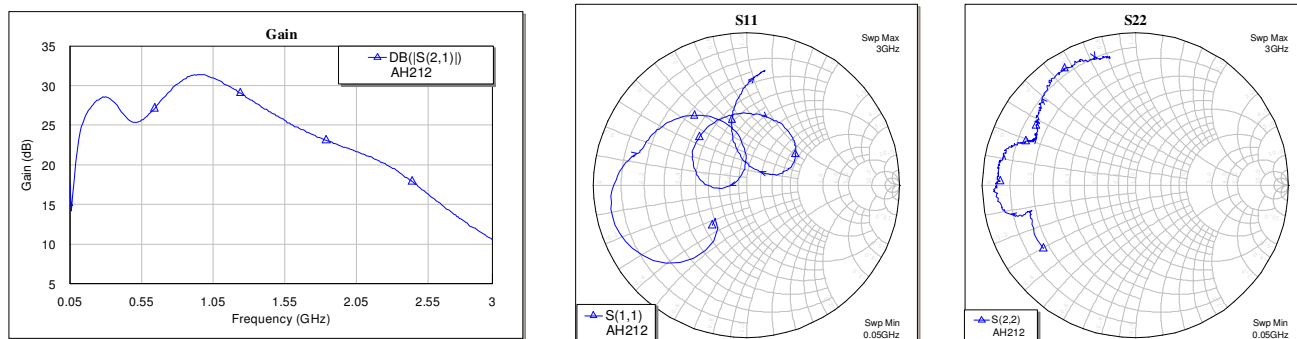 Gain
35
30
25
20
15
10
5
Gain (dB)
0.05
0.55
1.05
1.55
2.05
2.55
3
Frequency (GHz)
DB(|S(2,1)|)
AH212
S11
Swp Max
3GHz
S(1,1)
AH212
Swp Min
0.05GHz
S22
Swp Max
3GHz
S(2,2)
AH212
Swp Min
0.05GHz